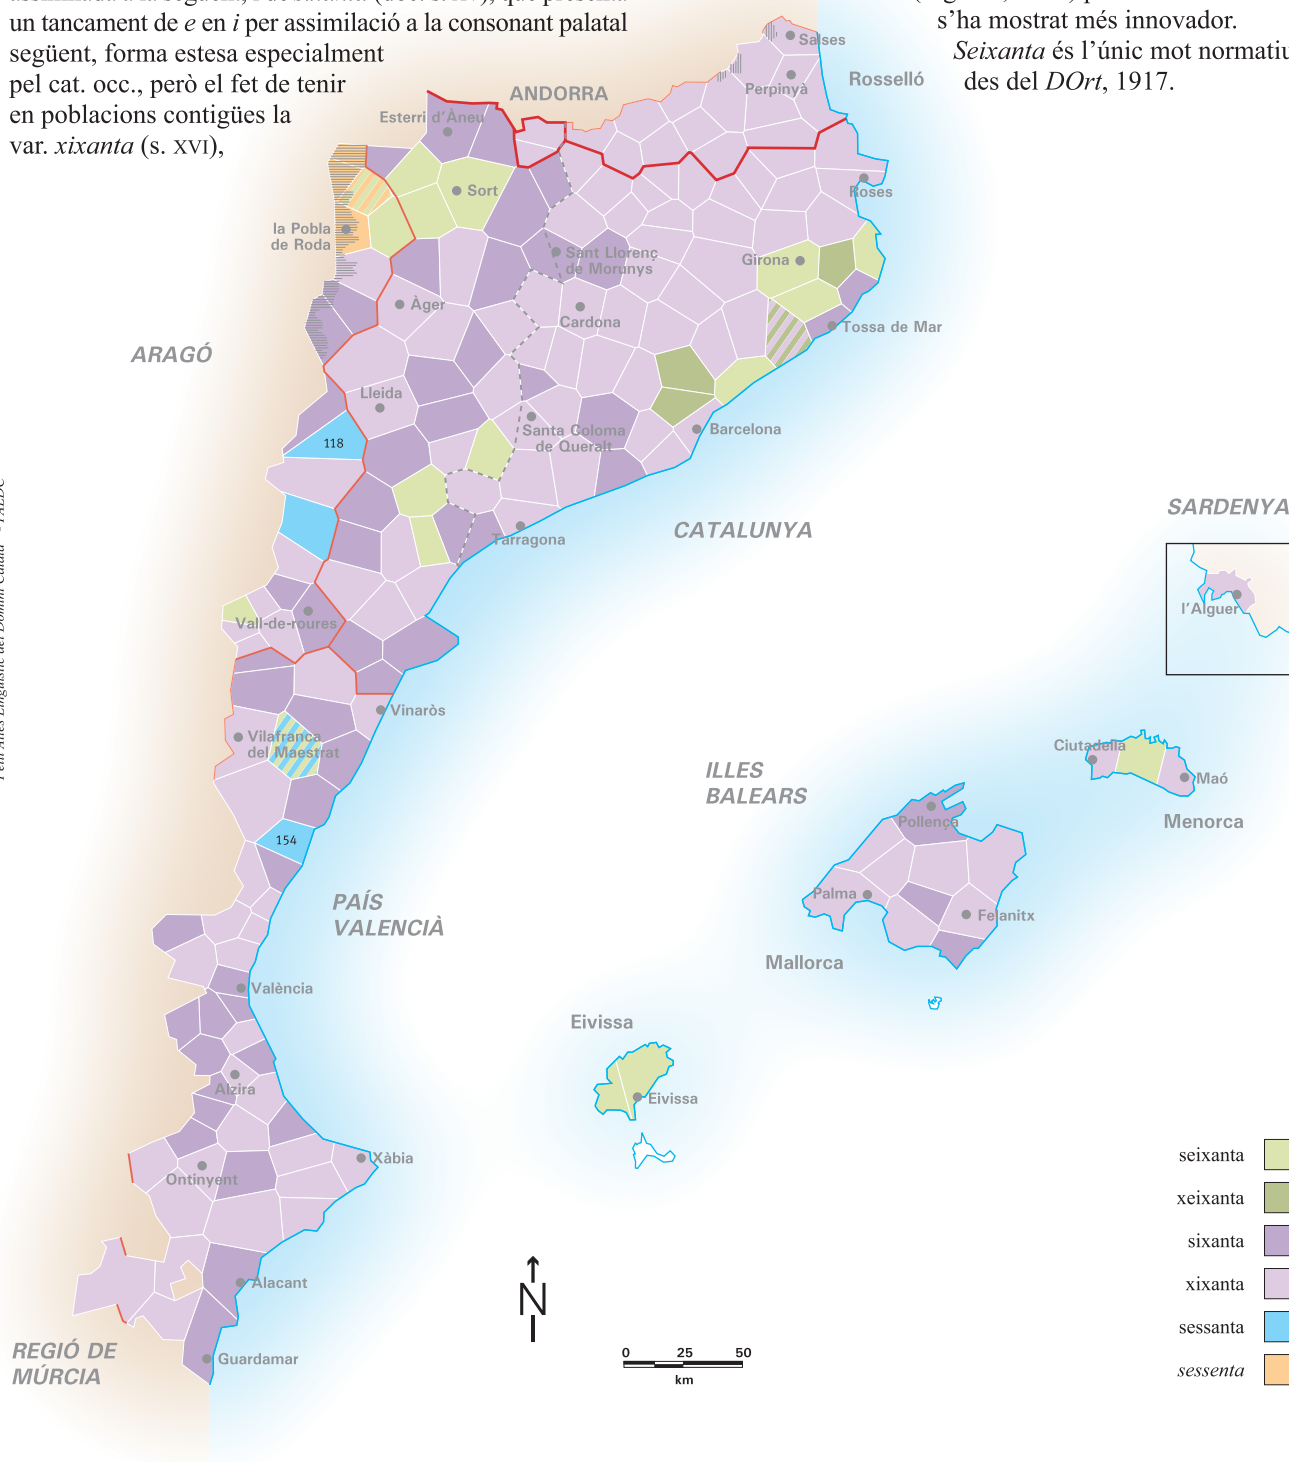 un tancament de e en i per assimilació a la consonant palatal
següent, forma estesa especialment
pel cat. occ., però el fet de tenir
en poblacions contigües la
var. xixanta (s. XVI),
s’ha mostrat més innovador.
Seixanta és l’únic mot normatiu
des del DOrt, 1917.
Salses
Rosselló
Perpinyà
ANDORRA
Esterri d’Àneu
Roses
Sort
la Pobla
de Roda
Sant Llorenç
de Morunys
Girona
Àger
Cardona
Tossa de Mar
ARAGÓ
Lleida
118
Santa Coloma
de Queralt
Barcelona
Tarragona
CATALUNYA
SARDENYA
l’Alguer
Vall-de-roures
Vinaròs
Vilafranca
del Maestrat
154
ILLES
BALEARS
Ciutadella
Maó
Menorca
Pollença
Palma
Felanitx
Mallorca
PAÍS
VALENCIÀ
València
Eivissa
Eivissa
Alzira
Xàbia
Ontinyent
Alacant
REGIÓ DE
MÚRCIA
Guardamar
N
0 25 50
km
seixanta
xeixanta
sixanta
xixanta
sessanta
sessenta